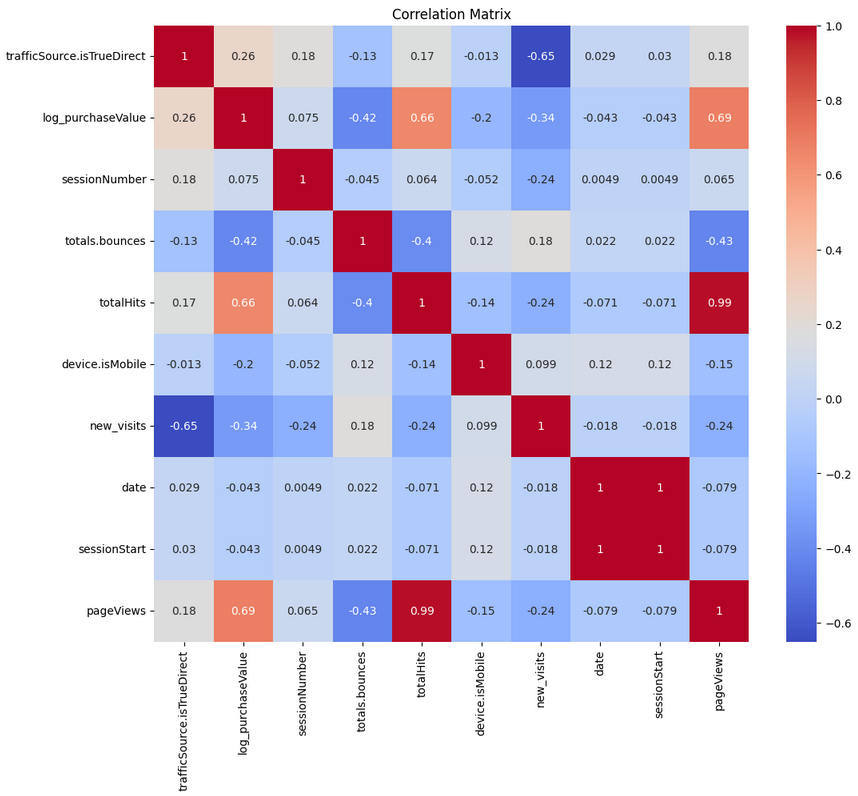 Correlation Matrix
trafficSource.isTrueDirect 1 0.26 0.18 -0.13 0.17 -0.013 -0.65 0.029 0.03 0.18
log_purchaseValue 0.26 1 0.075 -0.42 0.66 -0.2 -0.34 -0.043 -0.043 0.69
sessionNumber 0.18 0.075 1 -0.045 0.064 -0.052 -0.24 0.0049 0.0049 0.065
totals.bounces -0.13 -0.42 -0.045 1 -0.4 0.12 0.18 0.022 0.022 -0.43
totalHits 0.17 0.66 0.064 -0.4 1 -0.14 -0.24 -0.071 -0.071 0.99
device.isMobile -0.013 -0.2 -0.052 0.12 -0.14 1 0.099 0.12 0.12 -0.15
new_visits -0.65 -0.34 -0.24 0.18 -0.24 0.099 1 -0.018 -0.018 -0.24
date 0.029 -0.043 0.0049 0.022 -0.071 0.12 -0.018 1 1 -0.079
sessionStart 0.03 -0.043 0.0049 0.022 -0.071 0.12 -0.018 1 1 -0.079
pageViews 0.18 0.69 0.065 -0.43 0.99 -0.15 -0.24 -0.079 -0.079 1
trafficSource.isTrueDirect
log_purchaseValue
sessionNumber
totals.bounces
totalHits
device.isMobile
new_visits
date
sessionStart
pageViews
1.0
0.8
0.6
0.4
0.2
0.0
−0.2
−0.4
−0.6